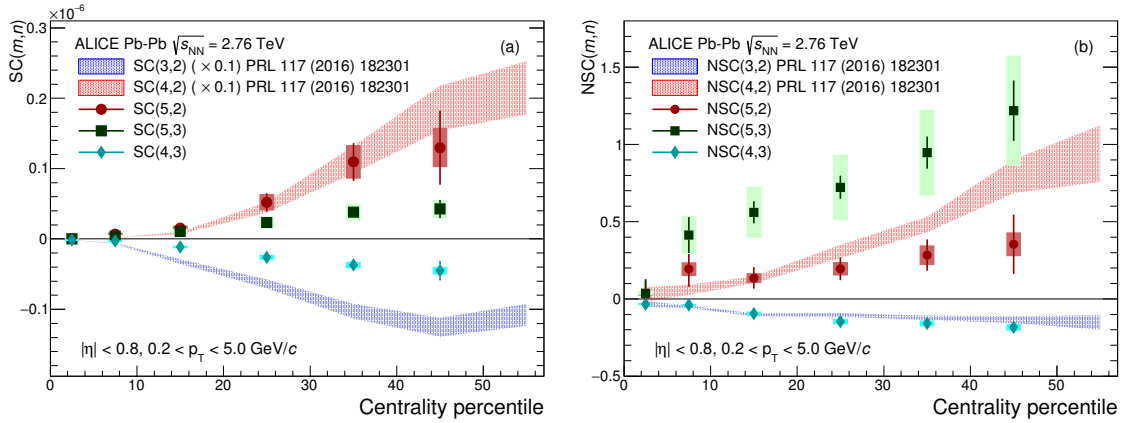 ×10⁻⁶
SC(m,n)
0.3
0.2
0.1
0
−0.1
ALICE Pb-Pb √sNN = 2.76 TeV
(a)
SC(3,2) (×0.1) PRL 117 (2016) 182301
SC(4,2) (×0.1) PRL 117 (2016) 182301
SC(5,2)
SC(5,3)
SC(4,3)
|η| < 0.8, 0.2 < pT < 5.0 GeV/c
0 10 20 30 40 50
Centrality percentile
NSC(m,n)
1.5
1
0.5
0
−0.5
ALICE Pb-Pb √sNN = 2.76 TeV
(b)
NSC(3,2) PRL 117 (2016) 182301
NSC(4,2) PRL 117 (2016) 182301
NSC(5,2)
NSC(5,3)
NSC(4,3)
|η| < 0.8, 0.2 < pT < 5.0 GeV/c
0 10 20 30 40 50
Centrality percentile